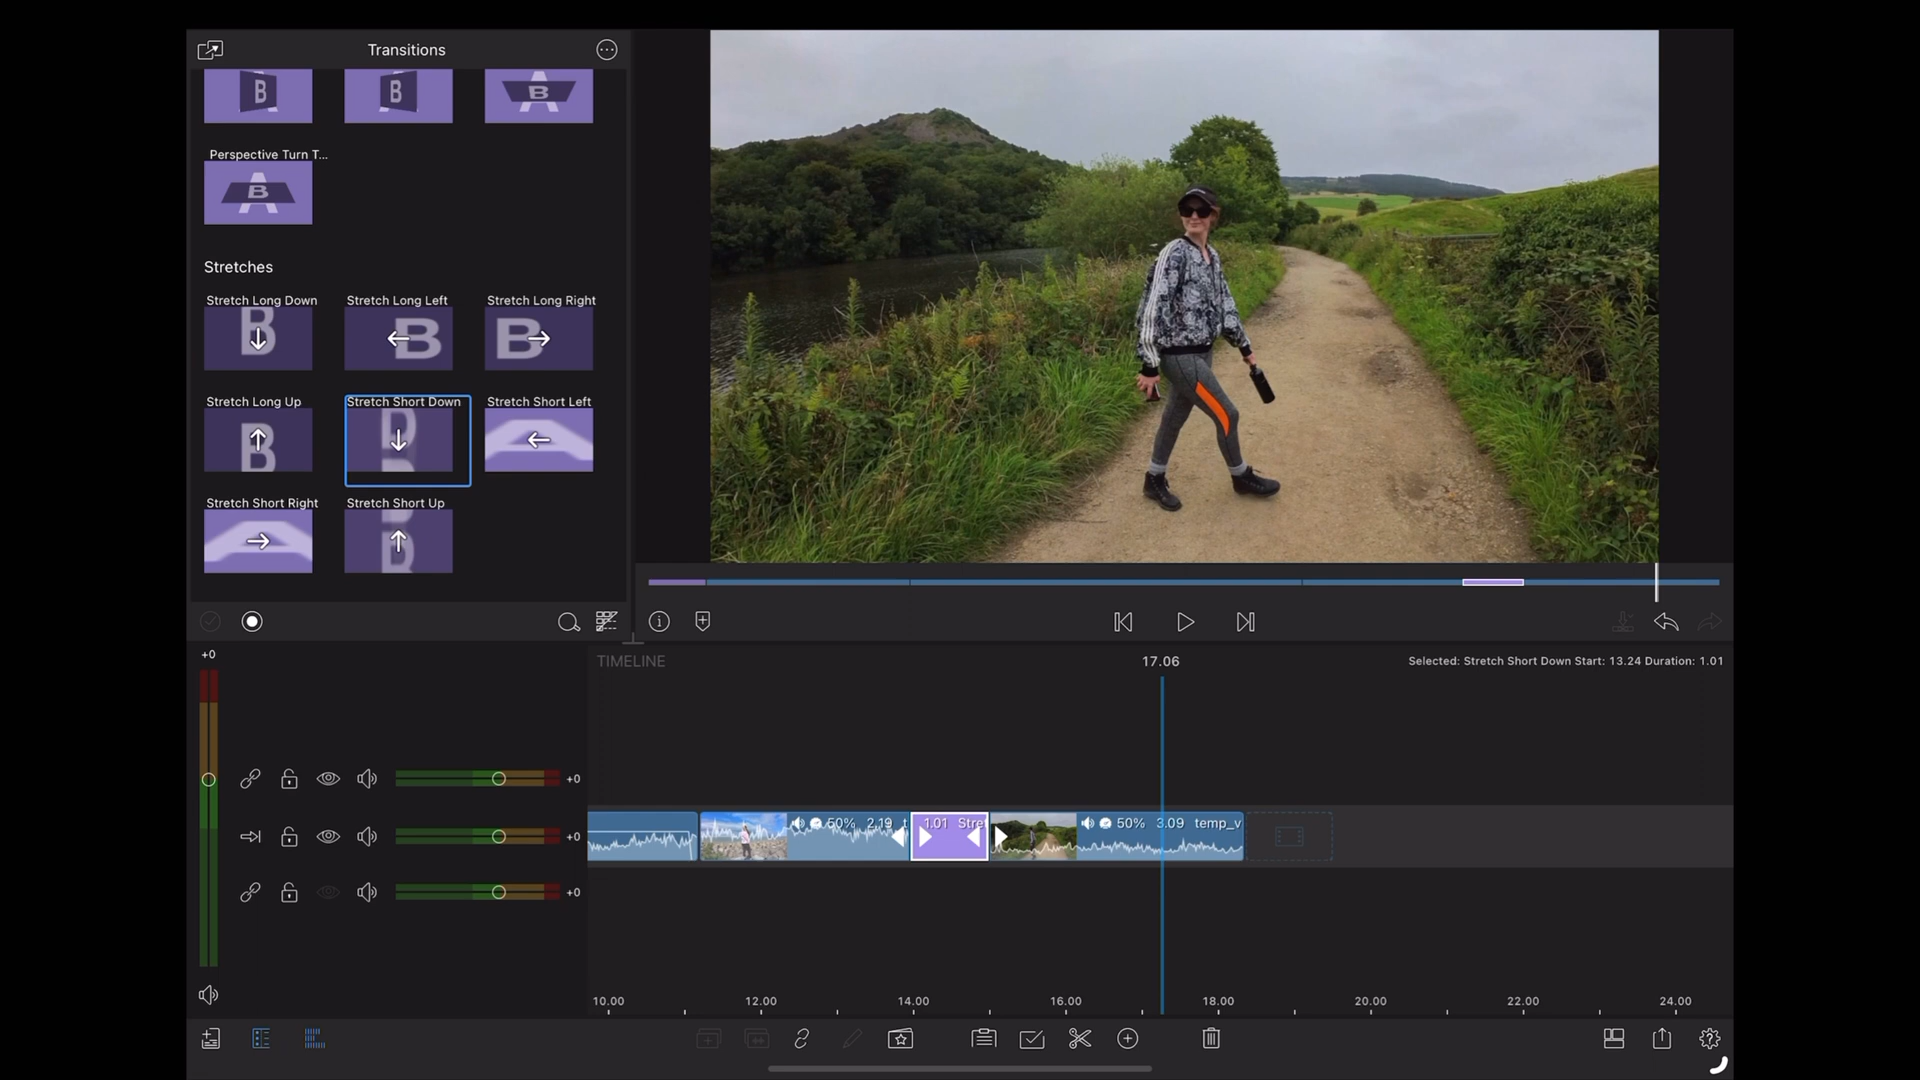 Transitions
B
B
B
Perspective Turn T...
B
Stretches
Stretch Long Down
Stretch Long Left
Stretch Long Right
B
B
B
Stretch Long Up
Stretch Short Down
Stretch Short Left
B
Stretch Short Right
Stretch Short Up
+0
TIMELINE
17.06
Selected: Stretch Short Down Start: 13.24 Duration: 1.01
+0
50% 2.19 t
1.01 Stre
50% 3.09 temp_v
+0
+0
10.00
12.00
14.00
16.00
18.00
20.00
22.00
24.00